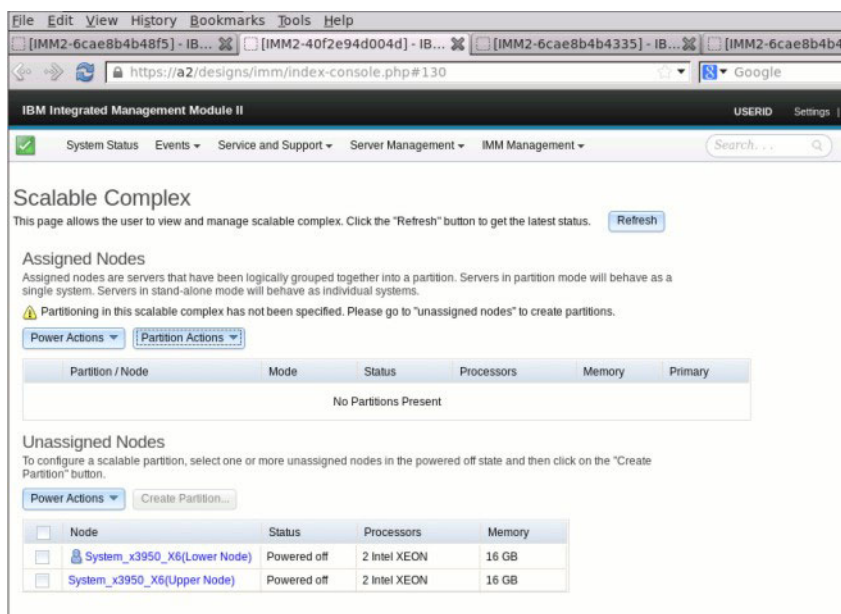 File Edit View History Bookmarks Tools Help
[IMM2-6cae8b4b48f5] - IB... [IMM2-40f2e94d004d] - IB... [IMM2-6cae8b4b4335] - IB... [IMM2-6cae8b4b4
https://a2/designs/imm/index-console.php#130 Google
IBM Integrated Management Module II USERID Settings |
System Status Events Service and Support Server Management IMM Management Search...
Scalable Complex
This page allows the user to view and manage scalable complex. Click the "Refresh" button to get the latest status. Refresh
Assigned Nodes
Assigned nodes are servers that have been logically grouped together into a partition. Servers in partition mode will behave as a
single system. Servers in stand-alone mode will behave as individual systems.
Partitioning in this scalable complex has not been specified. Please go to "unassigned nodes" to create partitions.
Power Actions Partition Actions
Partition / Node Mode Status Processors Memory Primary
No Partitions Present
Unassigned Nodes
To configure a scalable partition, select one or more unassigned nodes in the powered off state and then click on the "Create
Partition" button.
Power Actions Create Partition...
Node Status Processors Memory
System_x3950_X6(Lower Node) Powered off 2 Intel XEON 16 GB
System_x3950_X6(Upper Node) Powered off 2 Intel XEON 16 GB